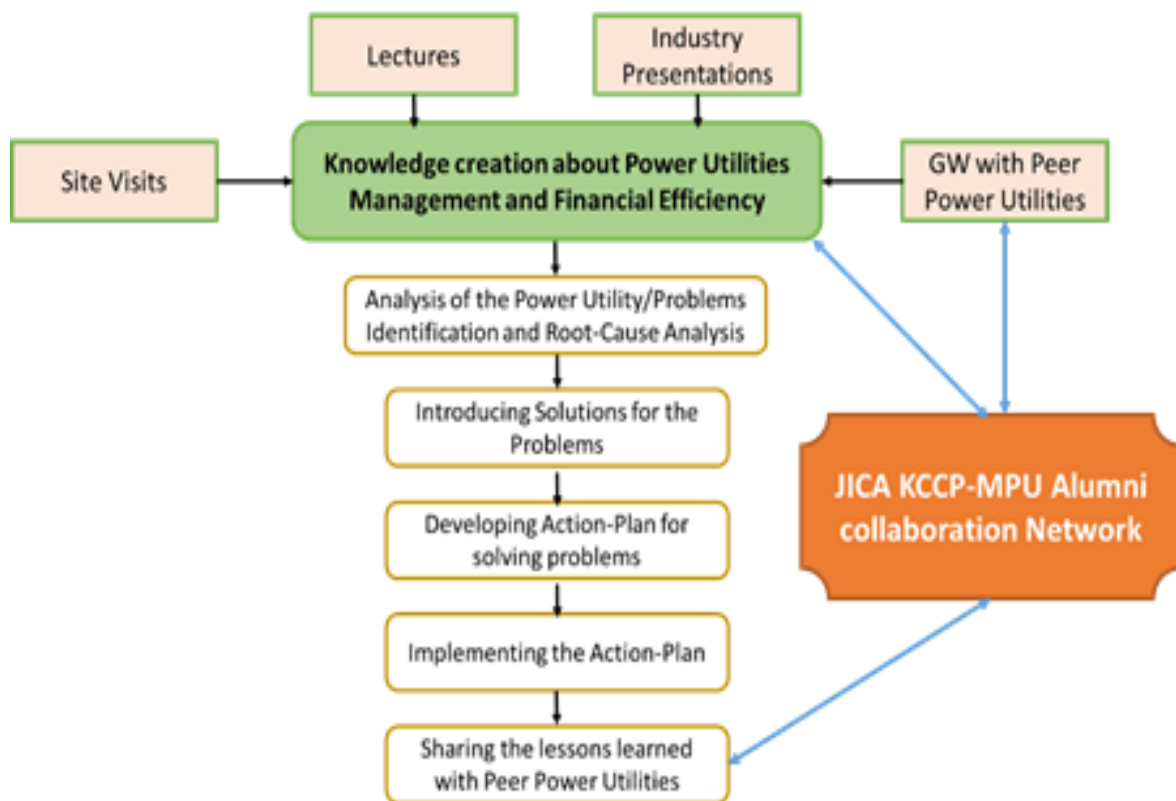 Lectures
Industry
Presentations
Site Visits
Knowledge creation about Power Utilities
Management and Financial Efficiency
GW with Peer
Power Utilities
Analysis of the Power Utility/Problems
Identification and Root-Cause Analysis
Introducing Solutions for the
Problems
Developing Action-Plan for
solving problems
Implementing the Action-Plan
Sharing the lessons learned
with Peer Power Utilities
JICA KCCP-MPU Alumni
collaboration Network